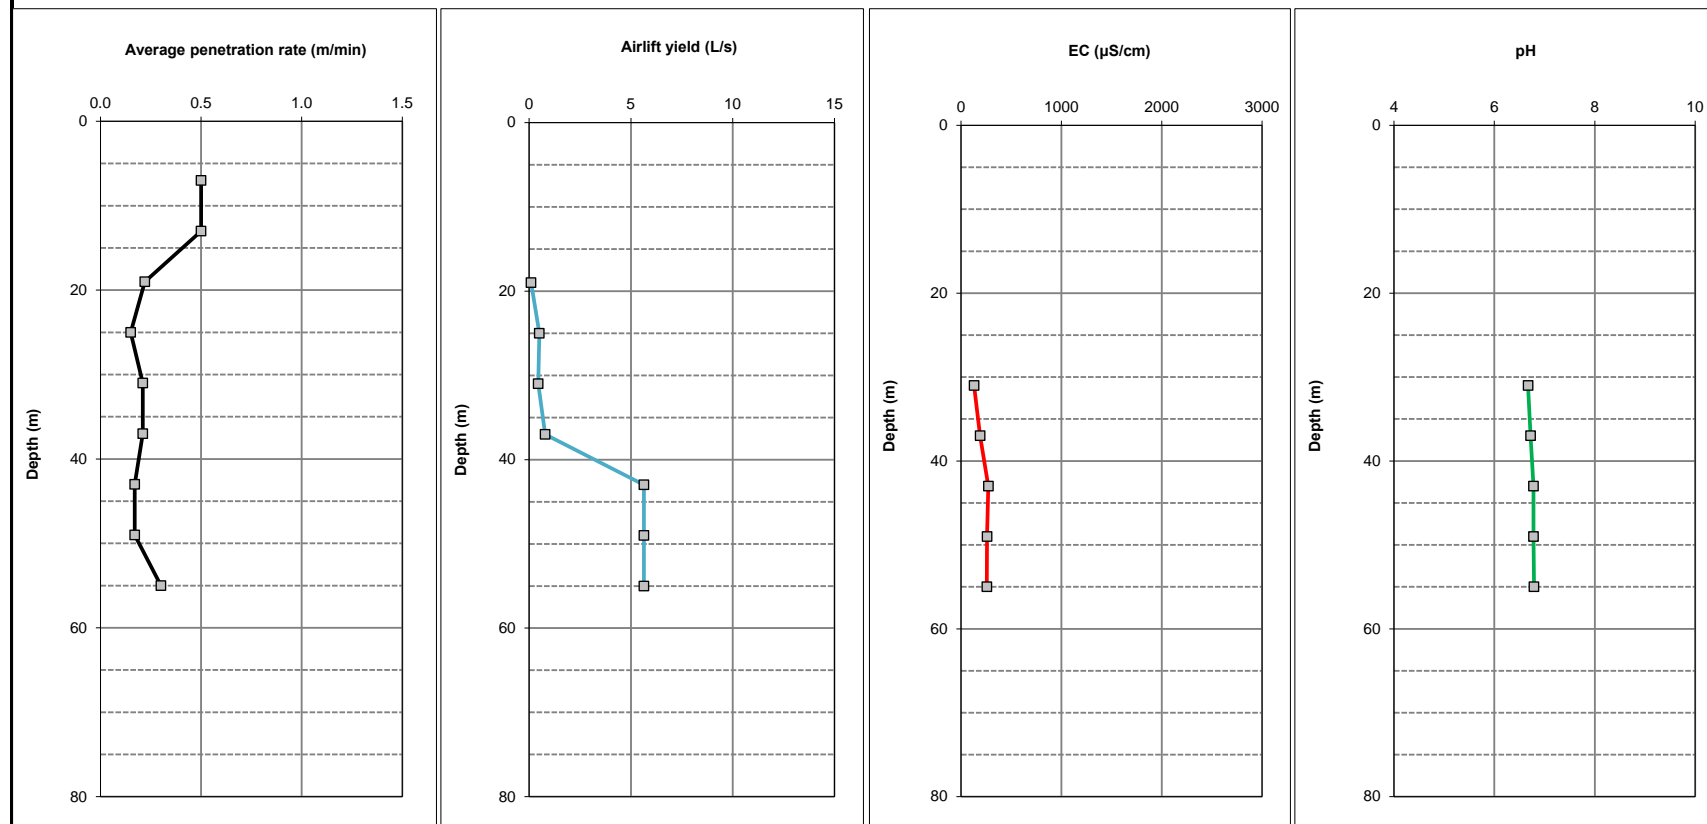 Average penetration rate (m/min)
0.0 0.5 1.0 1.5
0
20
40
60
80
Depth (m)
Airlift yield (L/s)
0 5 10 15
0
20
40
60
80
Depth (m)
EC (µS/cm)
0 1000 2000 3000
0
20
40
60
80
Depth (m)
pH
4 6 8 10
0
20
40
60
80
Depth (m)